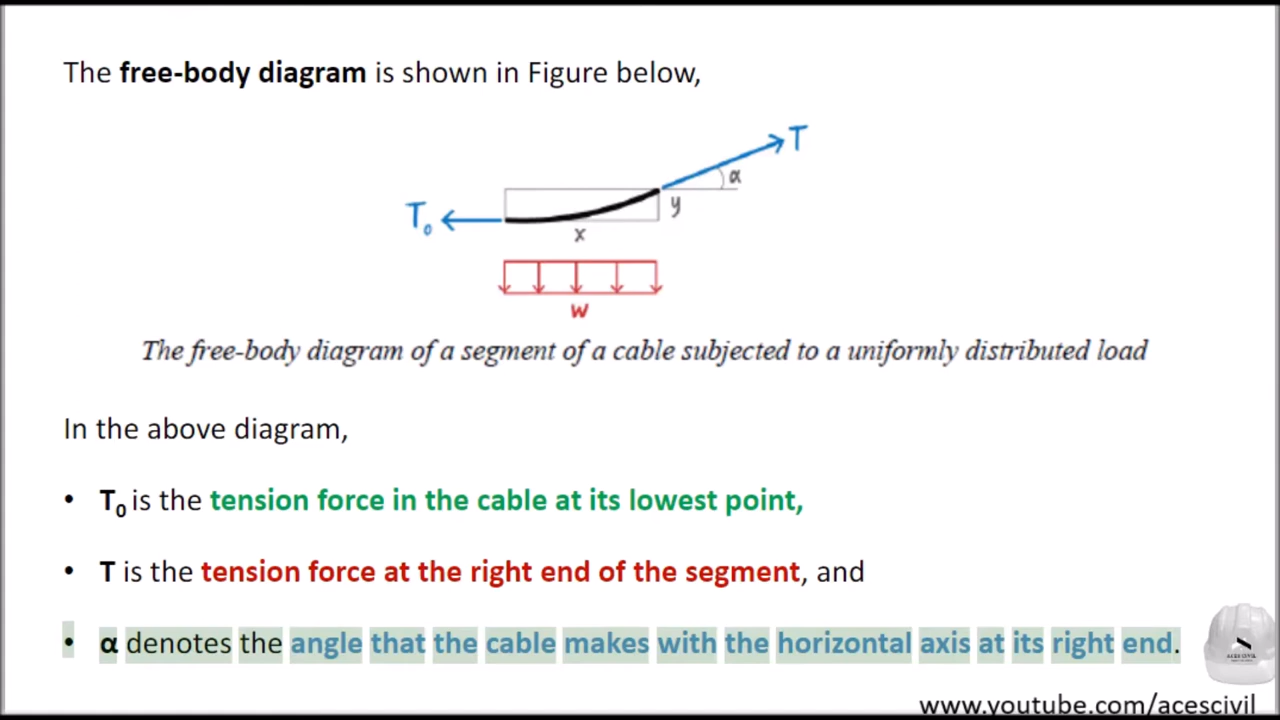 The free-body diagram is shown in Figure below,
T
α
T₀
y
x
w
The free-body diagram of a segment of a cable subjected to a uniformly distributed load
In the above diagram,
• T₀ is the tension force in the cable at its lowest point,
• T is the tension force at the right end of the segment, and
• α denotes the angle that the cable makes with the horizontal axis at its right end.
ACES CIVIL
www.youtube.com/acescivil